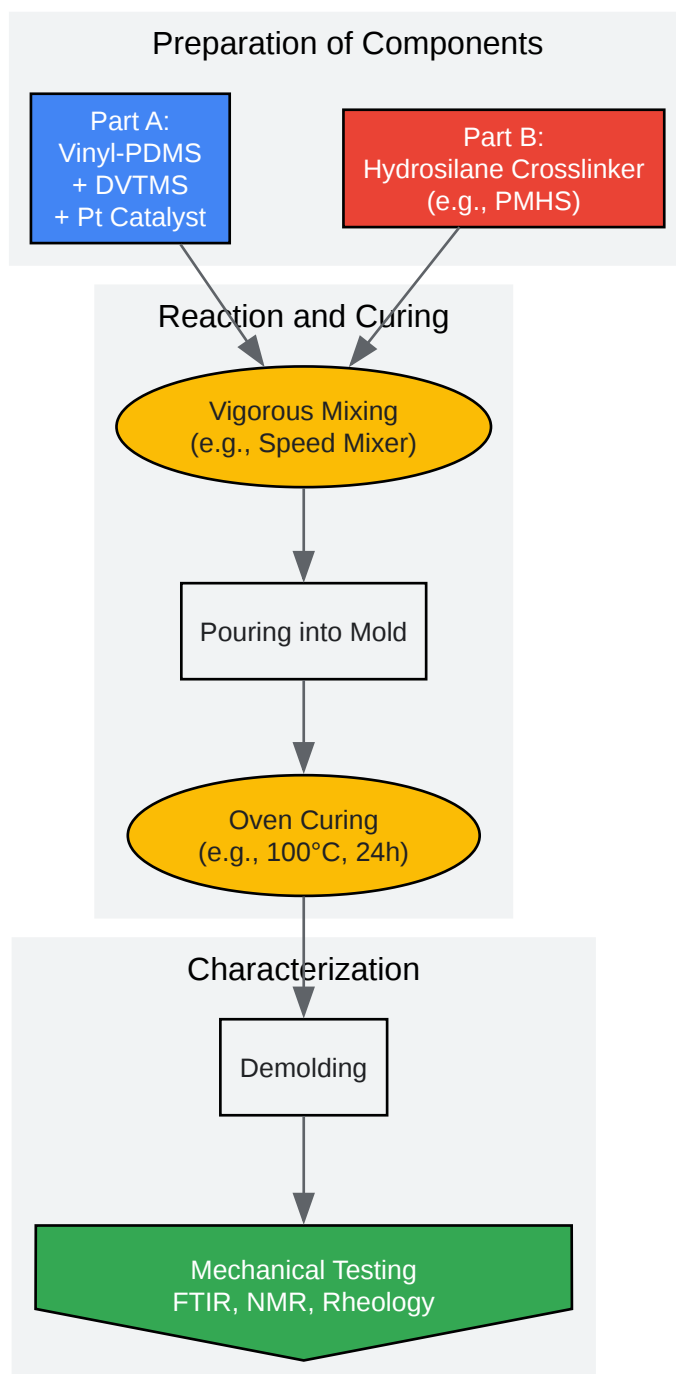 Preparation of Components
Part A:
Vinyl-PDMS
+ DVTMS
+ Pt Catalyst
Part B:
Hydrosilane Crosslinker
(e.g., PMHS)
Reaction and Curing
Vigorous Mixing
(e.g., Speed Mixer)
Pouring into Mold
Oven Curing
(e.g., 100°C, 24h)
Characterization
Demolding
Mechanical Testing
FTIR, NMR, Rheology